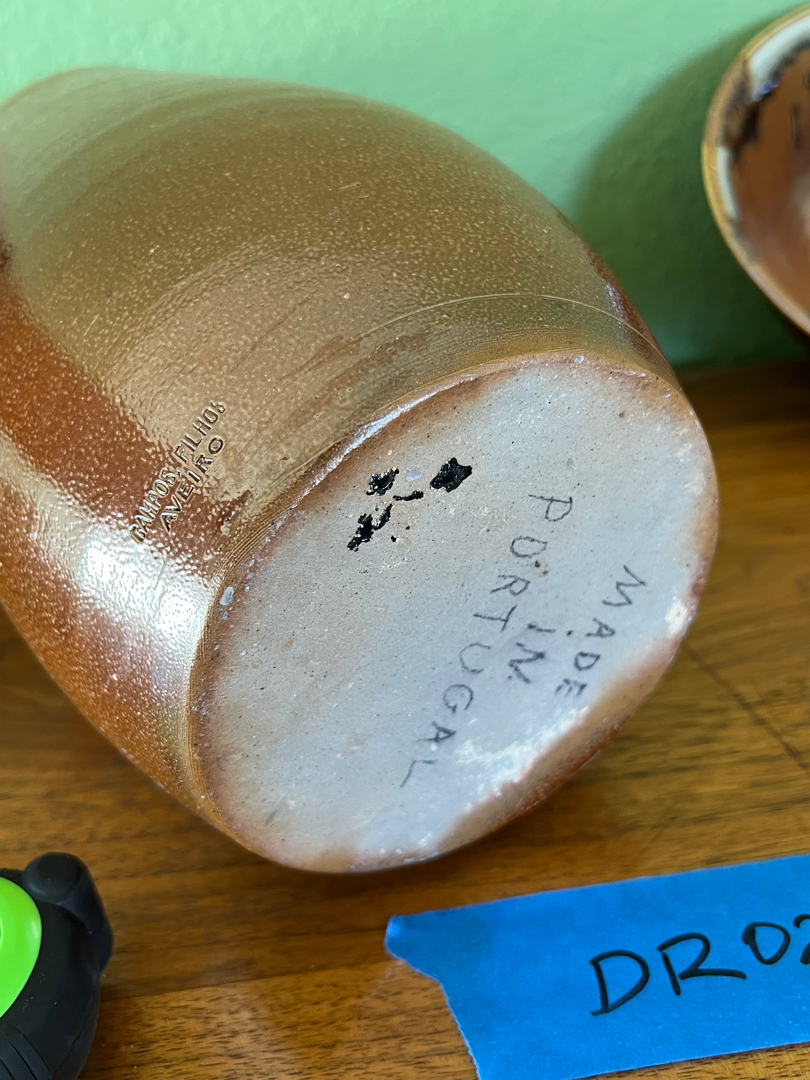 CAMPOS, FILHOS
AVEIRO
MADE
IN
PORTUGAL
DR02